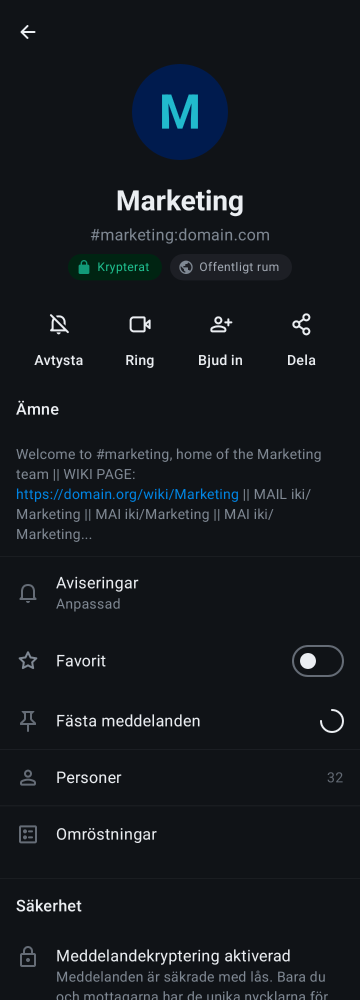 M
Marketing
#marketing:domain.com
Krypterat
Offentligt rum
Avtysta
Ring
Bjud in
Dela
Ämne
Welcome to #marketing, home of the Marketing
team || WIKI PAGE:
https://domain.org/wiki/Marketing || MAIL iki/
Marketing || MAI iki/Marketing || MAI iki/
Marketing...
Aviseringar
Anpassad
Favorit
Fästa meddelanden
Personer
32
Omröstningar
Säkerhet
Meddelandekryptering aktiverad
Meddelanden är säkrade med lås. Bara du
och mottagarna har de unika nycklarna för